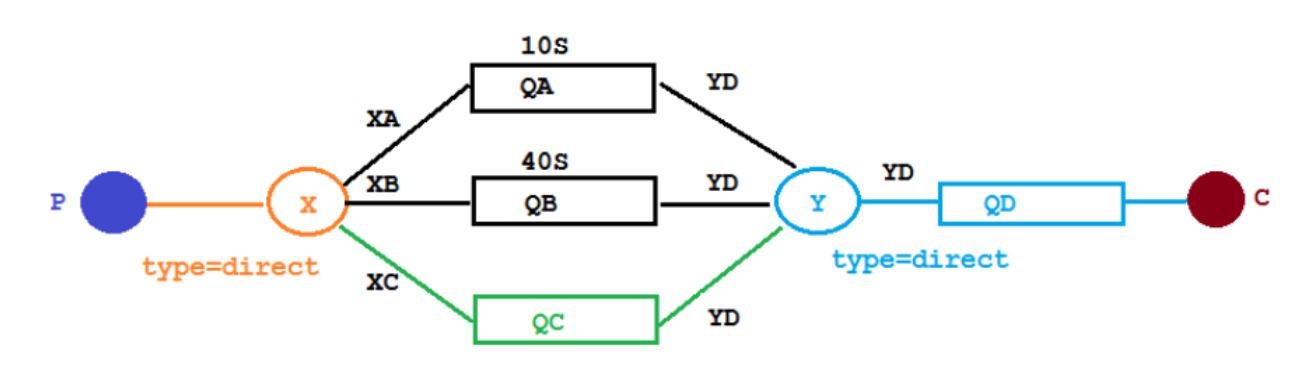 10S
QA
YD
XA
40S
P
X
XB
QB
YD
Y
YD
QD
C
type=direct
type=direct
XC
QC
YD